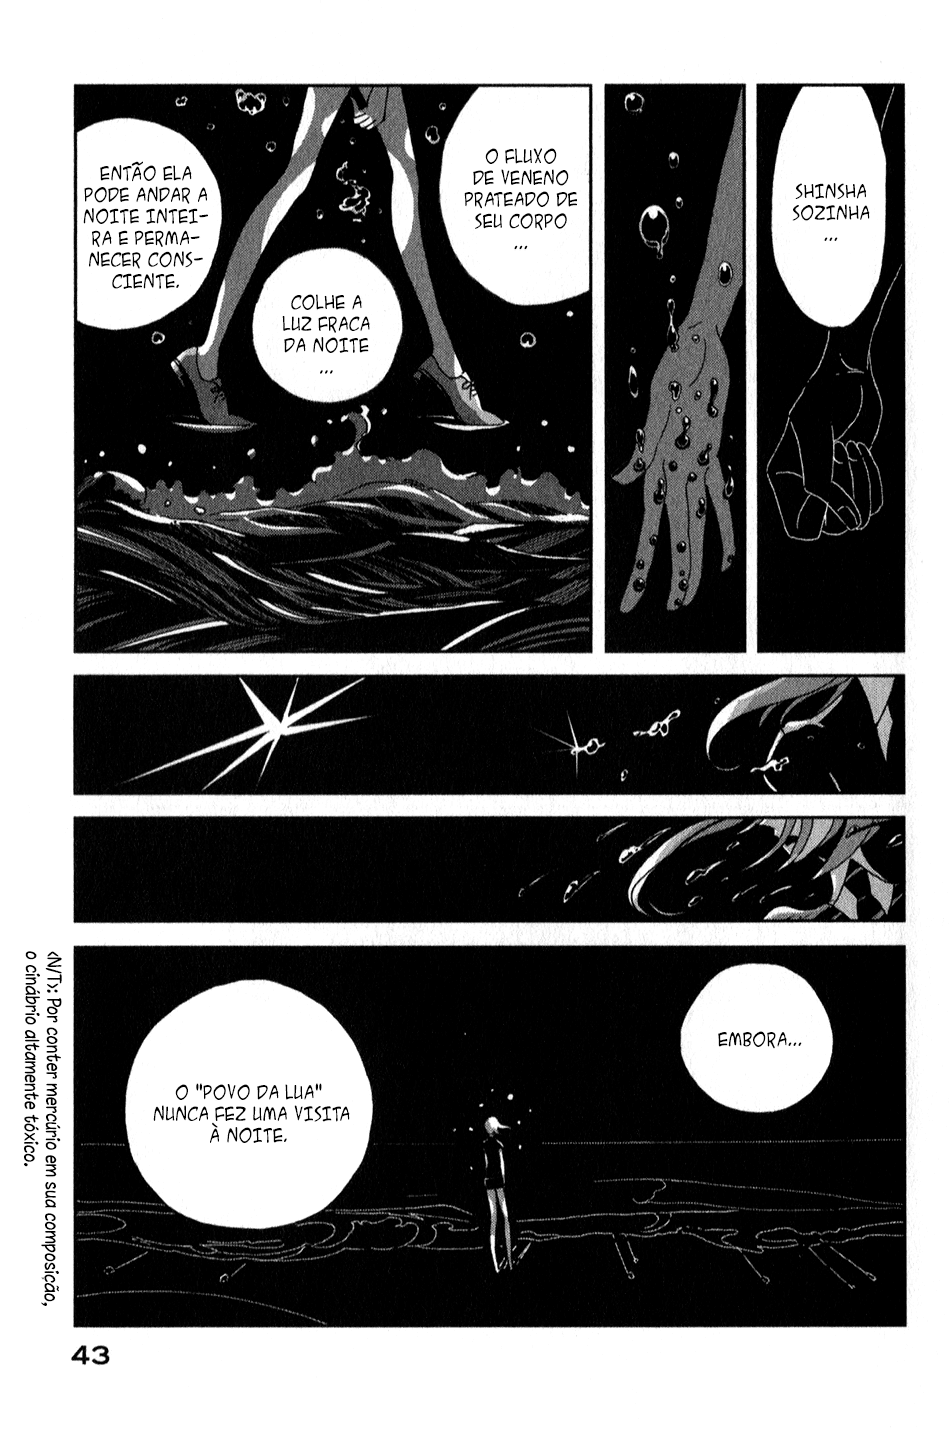 SHINSHA
SOZINHA
...
O FLUXO
DE VENENO
PRATEADO DE
SEU CORPO
...
COLHE A
LUZ FRACA
DA NOITE
...
ENTÃO ELA
PODE ANDAR A
NOITE INTEI-
RA E PERMA-
NECER CONS-
CIENTE.
EMBORA...
O "POVO DA LUA"
NUNCA FEZ UMA VISITA
À NOITE.
<N/T>: Por conter mercúrio em sua composição,
o cinábrio altamente tóxico.
43